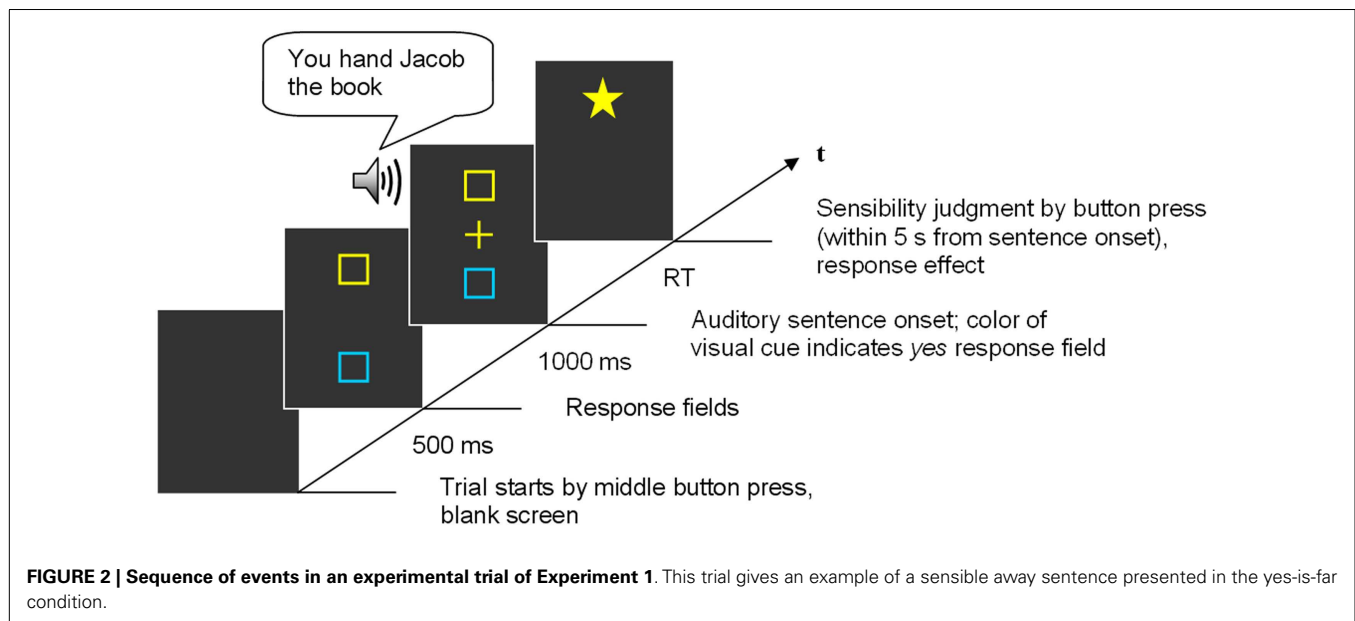 You hand Jacob
the book
t
Sensibility judgment by button press
(within 5 s from sentence onset),
response effect
RT
Auditory sentence onset; color of
visual cue indicates yes response field
1000 ms
Response fields
500 ms
Trial starts by middle button press,
blank screen
FIGURE 2 | Sequence of events in an experimental trial of Experiment 1. This trial gives an example of a sensible away sentence presented in the yes-is-far
condition.